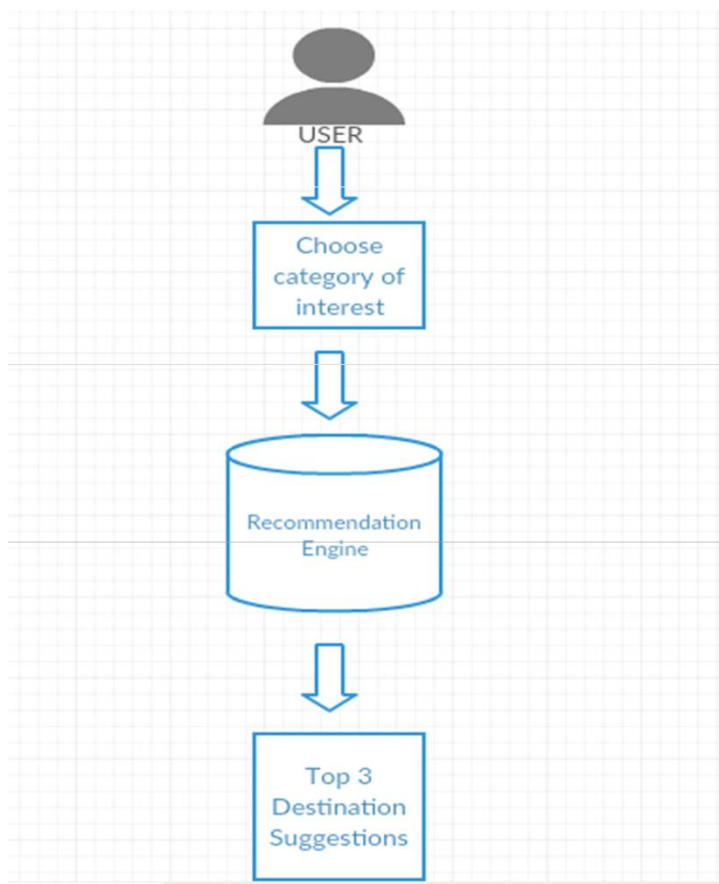 USER
Choose
category of
interest
Recommendation
Engine
Top 3
Destination
Suggestions